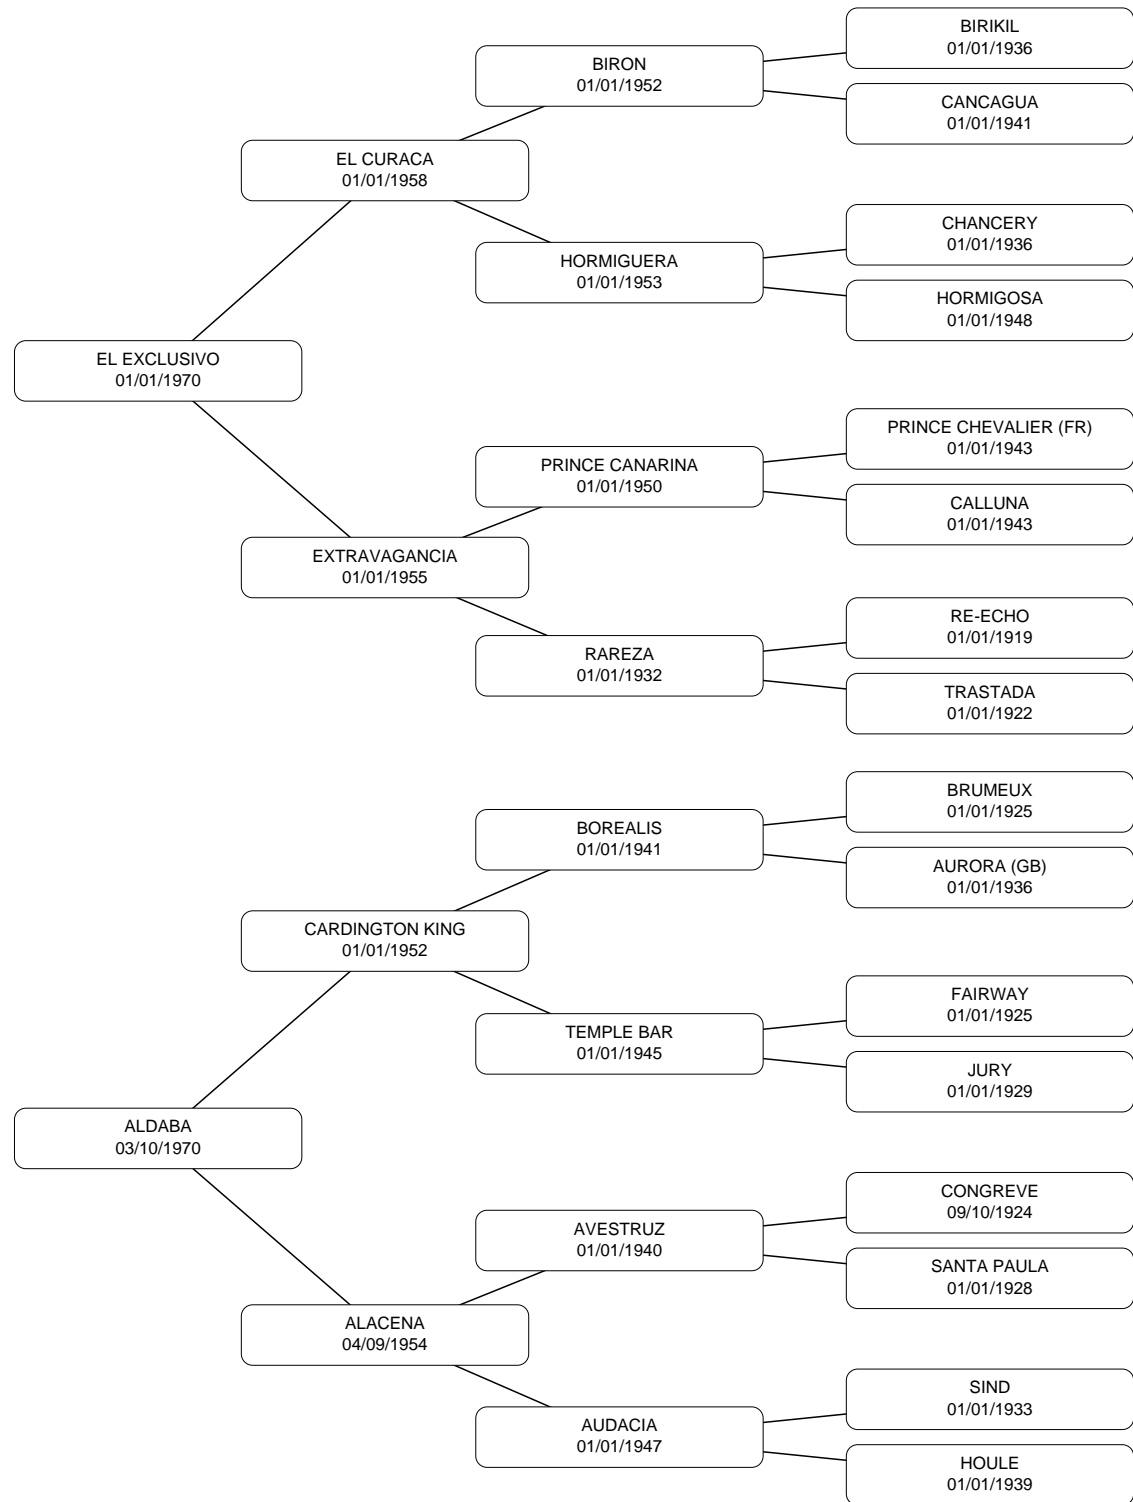 BIRIKIL
01/01/1936
BIRON
01/01/1952
CANCAGUA
01/01/1941
EL CURACA
01/01/1958
CHANCERY
01/01/1936
HORMIGUERA
01/01/1953
HORMIGOSA
01/01/1948
EL EXCLUSIVO
01/01/1970
PRINCE CHEVALIER (FR)
01/01/1943
PRINCE CANARINA
01/01/1950
CALLUNA
01/01/1943
EXTRAVAGANCIA
01/01/1955
RE-ECHO
01/01/1919
RAREZA
01/01/1932
TRASTADA
01/01/1922
BRUMEUX
01/01/1925
BOREALIS
01/01/1941
AURORA (GB)
01/01/1936
CARDINGTON KING
01/01/1952
FAIRWAY
01/01/1925
TEMPLE BAR
01/01/1945
JURY
01/01/1929
ALDABA
03/10/1970
CONGREVE
09/10/1924
AVESTRUZ
01/01/1940
SANTA PAULA
01/01/1928
ALACENA
04/09/1954
SIND
01/01/1933
AUDACIA
01/01/1947
HOULE
01/01/1939